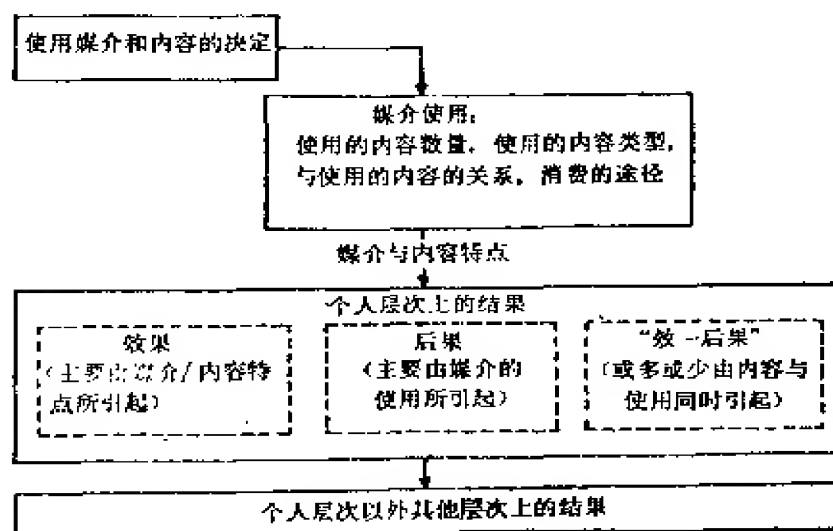 使用媒介和内容的决定
媒介使用：
使用的内容数量，使用的内容类型，
与使用的内容的关系，消费的途径
媒介与内容特点
个人层次上的结果
效果
（主要由媒介/内容特
点所引起）
后果
（主要由媒介的
使用所引起）
“效－后果”
（或多或少由内容与
使用同时引起）
个人层次以外其他层次上的结果